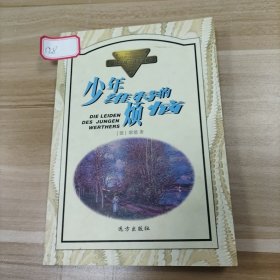 少年
维特的
烦恼
DIE LEIDEN
DES JUNGEN
WERTHERS
[德] 歌德 著
远方出版社